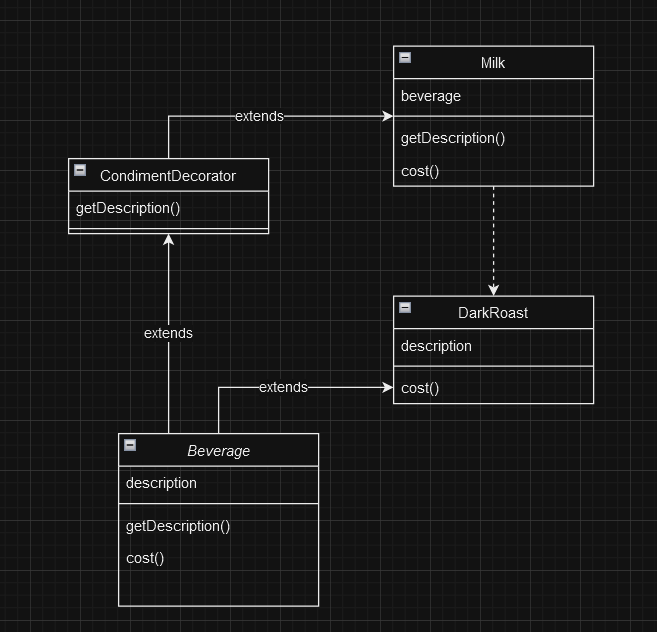 Milk
beverage
getDescription()
cost()
extends
CondimentDecorator
getDescription()
extends
DarkRoast
description
cost()
extends
Beverage
description
getDescription()
cost()